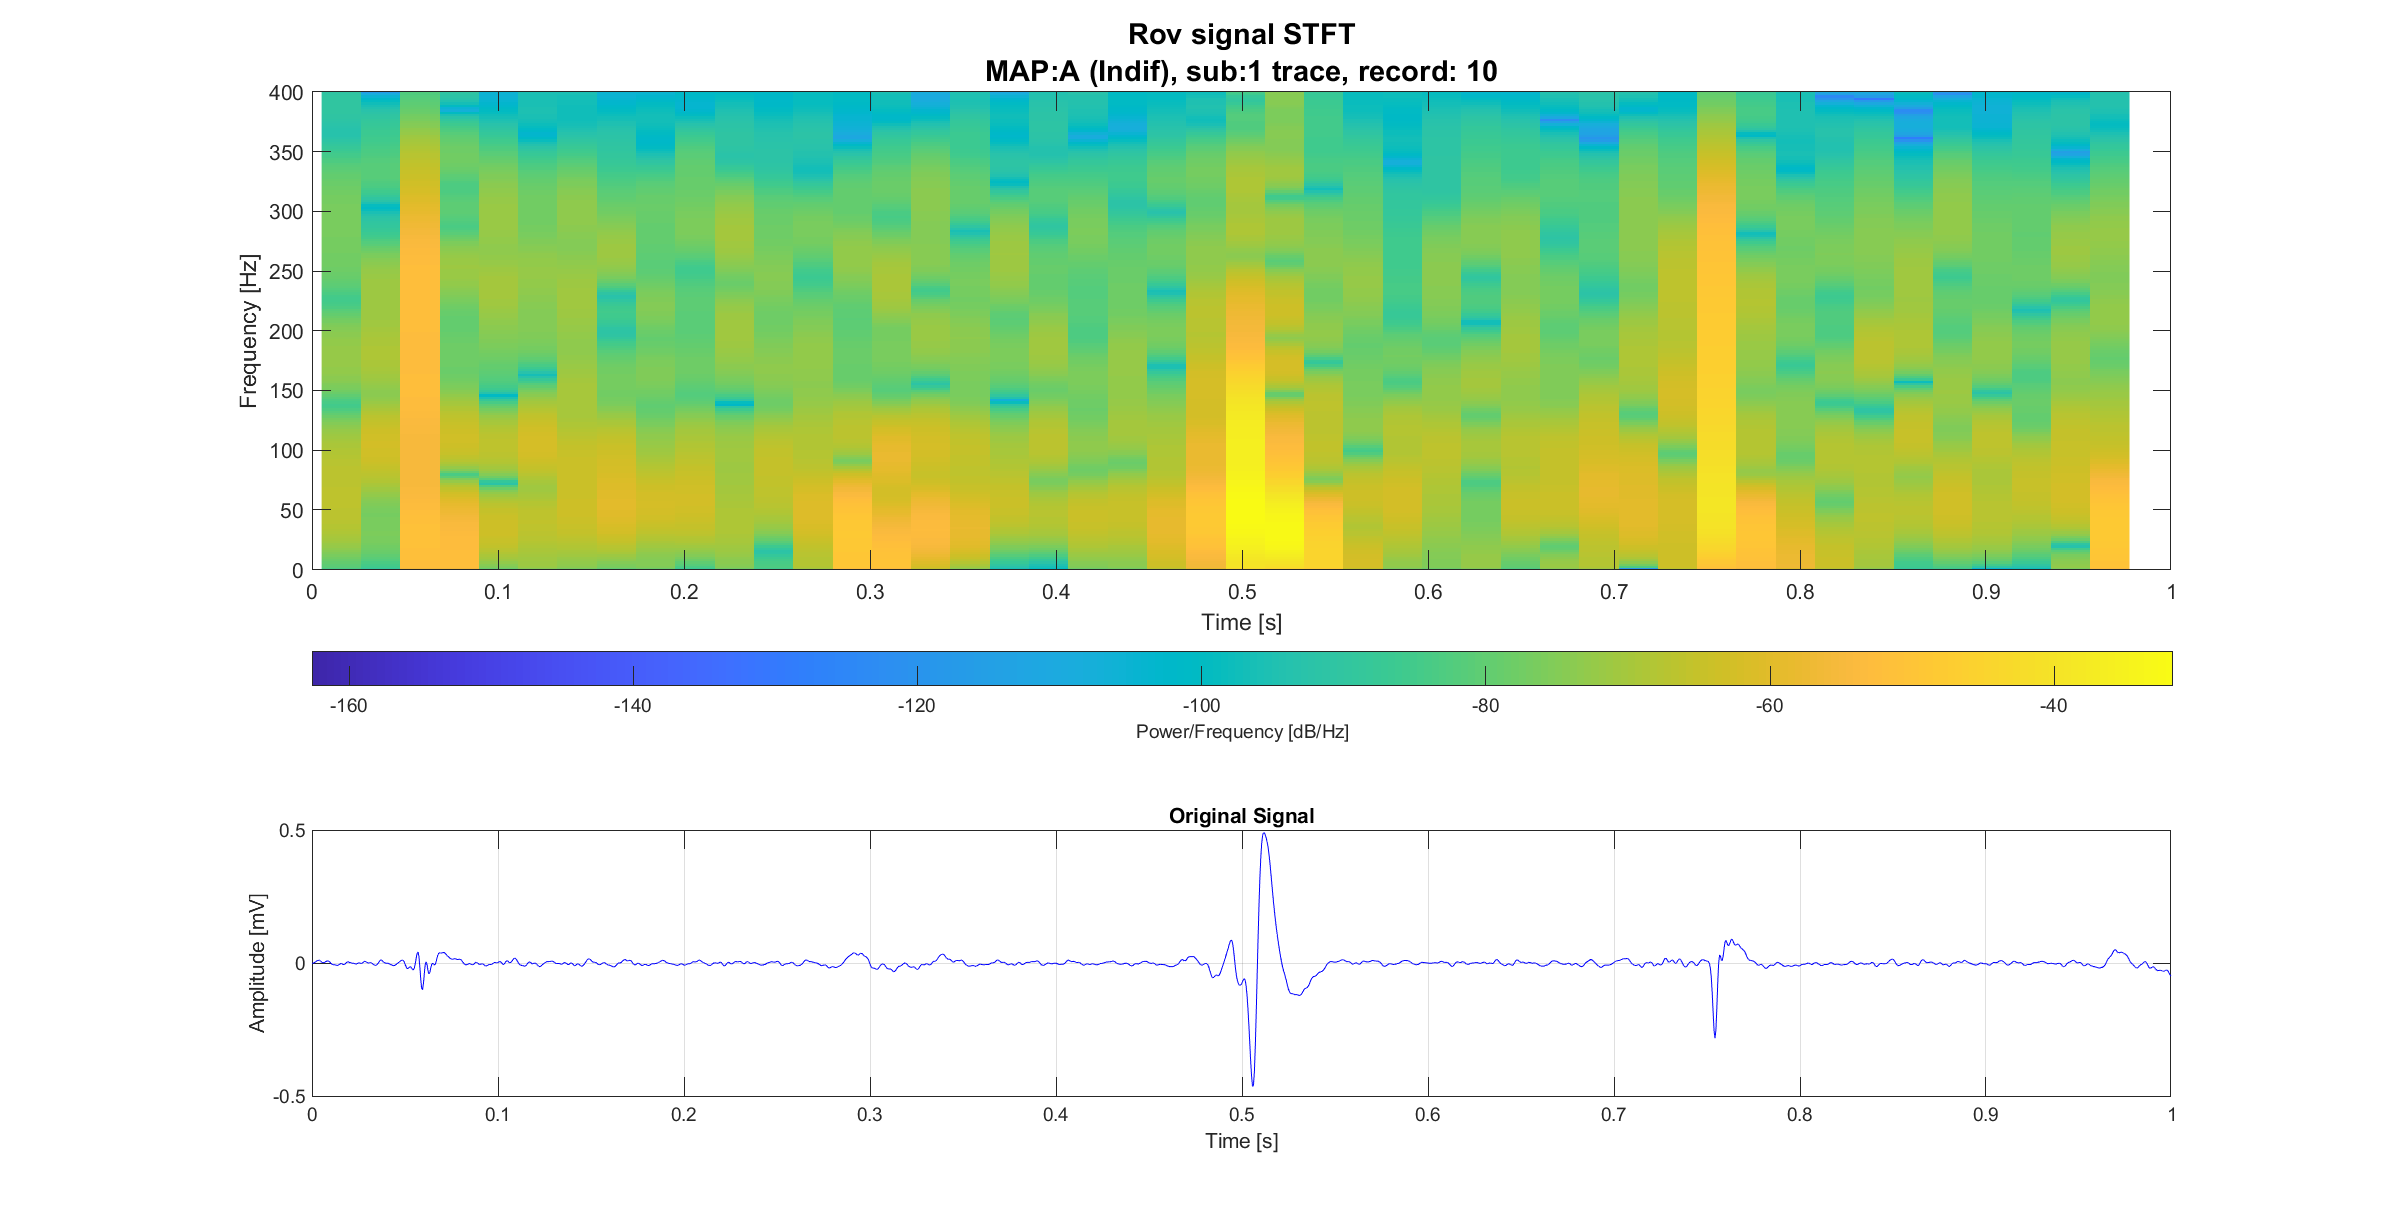 Rov signal STFT
MAP:A (Indif), sub:1 trace, record: 10
400
350
300
250
200
150
100
50
0
Frequency [Hz]
0 0.1 0.2 0.3 0.4 0.5 0.6 0.7 0.8 0.9 1
Time [s]
-160 -140 -120 -100 -80 -60 -40
Power/Frequency [dB/Hz]
Original Signal
0.5
0
-0.5
Amplitude [mV]
0 0.1 0.2 0.3 0.4 0.5 0.6 0.7 0.8 0.9 1
Time [s]